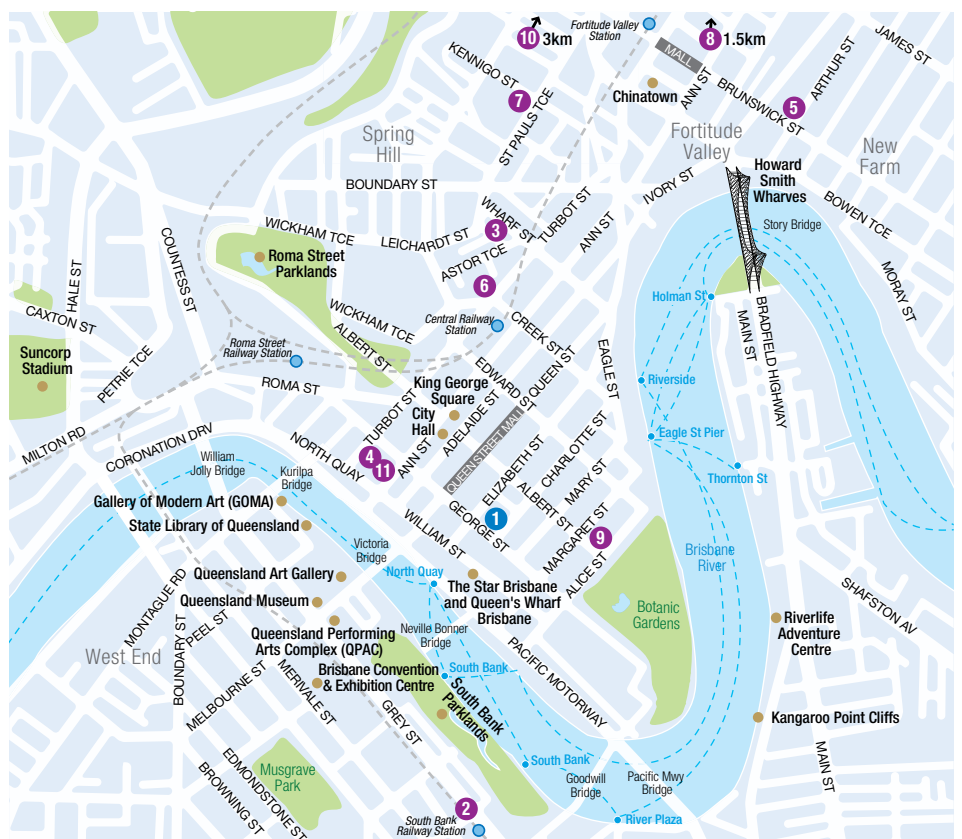 10 3km
Fortitude Valley
Station
8 1.5km
JAMES ST
ARTHUR ST
KENNIGO ST
MALL
ANN ST
7
Chinatown
BRUNSWICK ST
5
ST PAULS TCE
Spring
Hill
Fortitude
Valley
New
Farm
BOUNDARY ST
IVORY ST
Howard
Smith
Wharves
BOWEN TCE
WHARF ST
TURBOT ST
ANN ST
Story Bridge
WICKHAM TCE
LEICHARDT ST
3
COUNTESS ST
Roma Street
Parklands
ASTOR TCE
HALE ST
6
MORAY ST
Holman St
CAXTON ST
WICKHAM TCE
Central Railway
Station
CREEK ST
ST
BRADFIELD HIGHWAY
MAIN ST
ALBERT ST
Suncorp
Stadium
PETRIE TCE
Roma Street
Railway Station
EAGLE ST
QUEEN
EDWARD ST
Riverside
ROMA ST
King George
Square
City
Hall
TURBOT ST
ADELAIDE ST
MILTON RD
CORONATION DRV
NORTH QUAY
4
11
ANN ST
QUEEN STREET MALL
ELIZABETH ST
CHARLOTTE ST
Eagle St Pier
William
Jolly Bridge
Kurilpa
Bridge
MARY ST
Thornton St
Gallery of Modern Art (GOMA)
State Library of Queensland
GEORGE ST
1
ALBERT ST
WILLIAM ST
MARGARET ST
9
Victoria
Bridge
Brisbane
River
MONTAGUE RD
Queensland Art Gallery
North Quay
The Star Brisbane
and Queen's Wharf
Brisbane
ALICE ST
SHAFSTON AV
Queensland Museum
Botanic
Gardens
PEEL ST
Riverlife
Adventure
Centre
Queensland Performing
Arts Complex (QPAC)
Neville Bonner
Bridge
West End
BOUNDARY ST
Brisbane Convention
& Exhibition Centre
MELBOURNE ST
MERIVALE ST
GREY ST
South Bank
South Bank
Parklands
PACIFIC MOTORWAY
Kangaroo Point Cliffs
Musgrave
Park
EDMONDSTONE ST
BROWNING ST
South Bank
Goodwill
Bridge
Pacific Mwy
Bridge
MAIN ST
2
South Bank
Railway Station
River Plaza